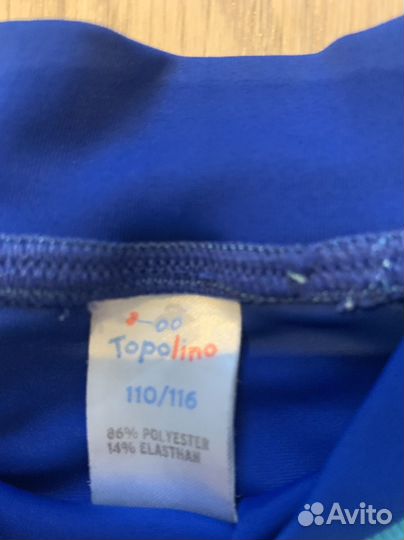 Topolino
110/116
86% POLYESTER
14% ELASTHAN
Avito